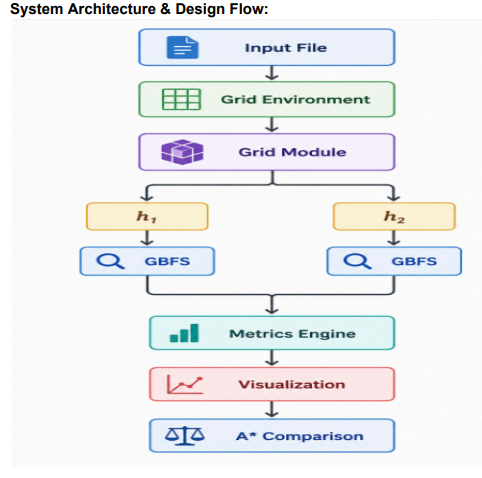 System Architecture & Design Flow:
Input File
Grid Environment
Grid Module
h₁
h₂
GBFS
GBFS
Metrics Engine
Visualization
A* Comparison